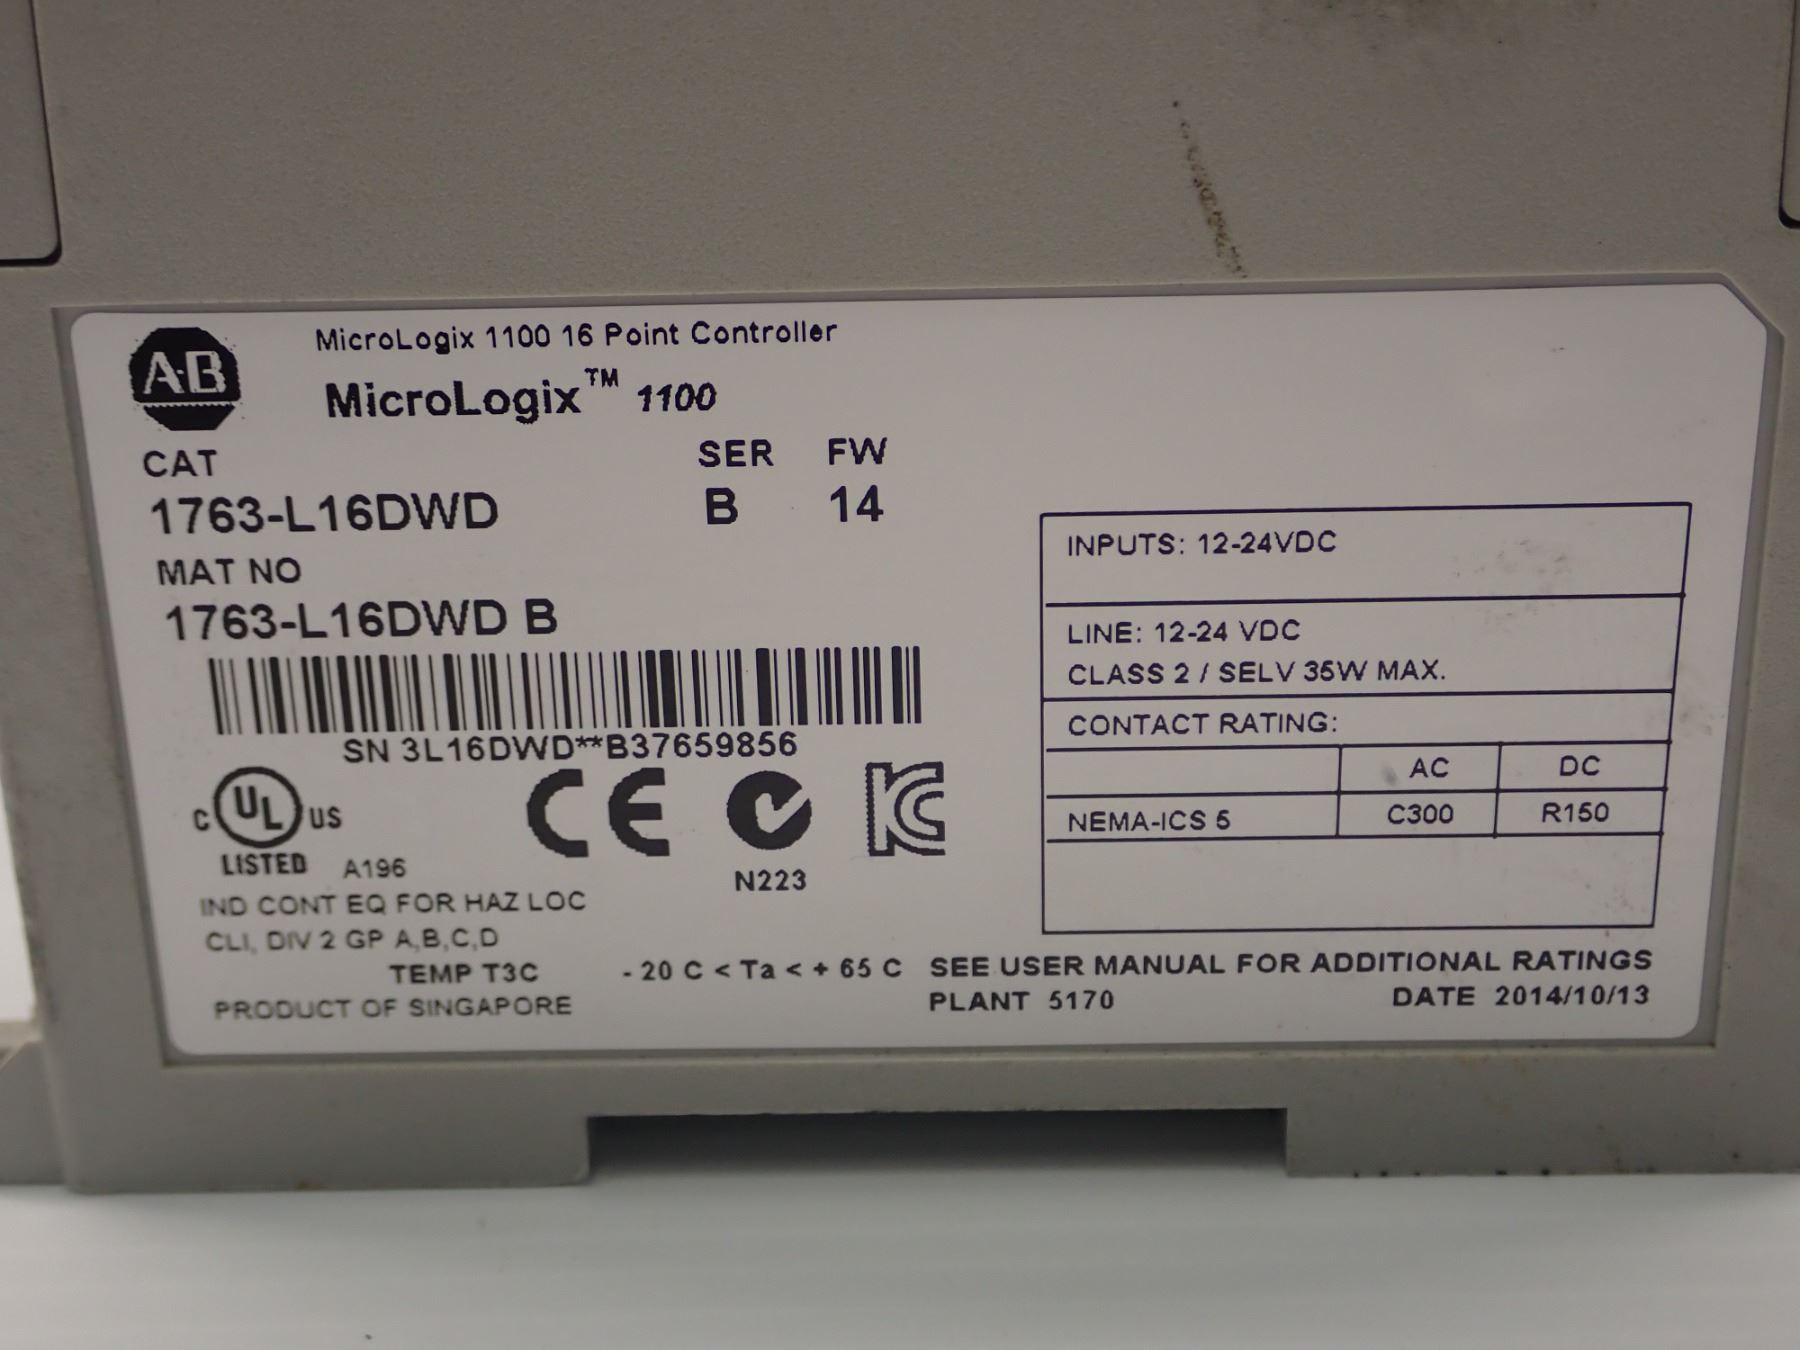 A·B
MicroLogix 1100 16 Point Controller
MicroLogix™ 1100
CAT SER FW
1763-L16DWD B 14
MAT NO
1763-L16DWD B
SN 3L16DWD**B37659856
C UL US
LISTED A196
CE
N223
KC
IND CONT EQ FOR HAZ LOC
CLI, DIV 2 GP A,B,C,D
TEMP T3C - 20 C < Ta < + 65 C
PRODUCT OF SINGAPORE
INPUTS: 12-24VDC
LINE: 12-24 VDC
CLASS 2 / SELV 35W MAX.
CONTACT RATING:
AC DC
NEMA-ICS 5 C300 R150
SEE USER MANUAL FOR ADDITIONAL RATINGS
PLANT 5170 DATE 2014/10/13